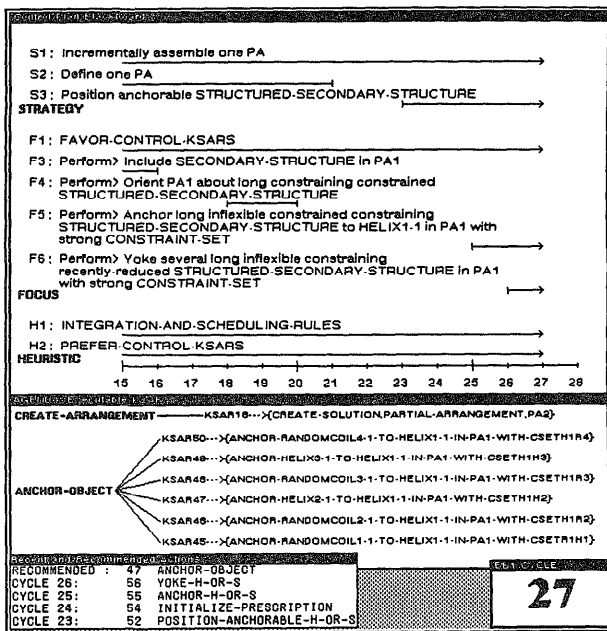 Control Plan Blackboard
S1: Incrementally assemble one PA
S2: Define one PA
S3: Position anchorable STRUCTURED-SECONDARY-STRUCTURE
STRATEGY
F1: FAVOR-CONTROL-KSARS
F3: Perform> Include SECONDARY-STRUCTURE in PA1
F4: Perform> Orient PA1 about long constraining constrained
STRUCTURED-SECONDARY-STRUCTURE
F5: Perform> Anchor long inflexible constrained constraining
STRUCTURED-SECONDARY-STRUCTURE to HELIX1-1 in PA1 with
strong CONSTRAINT-SET
F6: Perform> Yoke several long inflexible constraining
recently-reduced STRUCTURED-SECONDARY-STRUCTURE in PA1
with strong CONSTRAINT-SET
FOCUS
H1: INTEGRATION-AND-SCHEDULING-RULES
H2: PREFER-CONTROL-KSARS
HEURISTIC
15 16 17 18 19 20 21 22 23 24 25 26 27 28
CREATE-ARRANGEMENT KSAR16--->{CREATE-SOLUTION,PARTIAL-ARRANGEMENT,PA2}
KSAR50--->{ANCHOR-RANDOMCOIL4-1-TO-HELIX1-1-IN-PA1-WITH-CSETH1R4}
{ANCHOR-HELIX3-1-TO-HELIX1-1-IN-PA1-WITH-CSETH1H3}
{ANCHOR-RANDOMCOIL3-1-TO-HELIX1-1-IN-PA1-WITH-CSETH1R3}
ANCHOR-OBJECT KSAR47--->{ANCHOR-HELIX2-1-TO-HELIX1-1-IN-PA1-WITH-CSETH1H2}
KSAR46--->{ANCHOR-RANDOMCOIL2-1-TO-HELIX1-1-IN-PA1-WITH-CSETH1R2}
KSAR45--->{ANCHOR-RANDOMCOIL1-1-TO-HELIX1-1-IN-PA1-WITH-CSETH1H1}
Recent and Recommended Actions
RECOMMENDED : 47 ANCHOR-OBJECT
CYCLE 26: 56 YOKE-H-OR-S
CYCLE 25: 55 ANCHOR-H-OR-S
CYCLE 24: 54 INITIALIZE-PRESCRIPTION
CYCLE 23: 52 POSITION-ANCHORABLE-H-OR-S
CYCLE
27